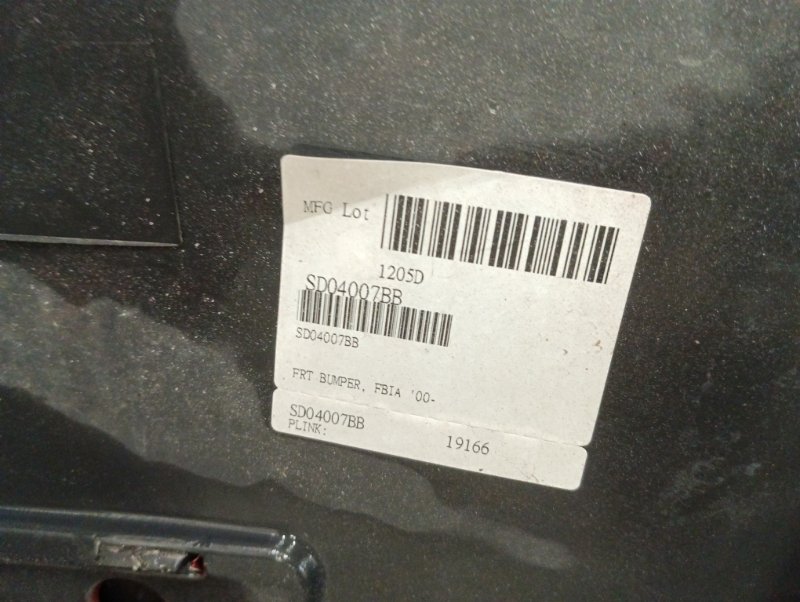 MFG Lot
1205D
SD04007BB
SD04007BB
FRT BUMPER, FBIA '00-
SD04007BB
PLINK: 19166